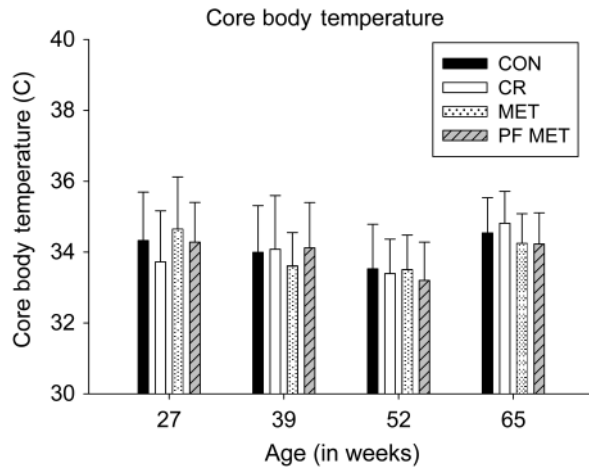 Core body temperature
Core body temperature (C)
40
38
36
34
32
30
CON
CR
MET
PF MET
27 39 52 65
Age (in weeks)